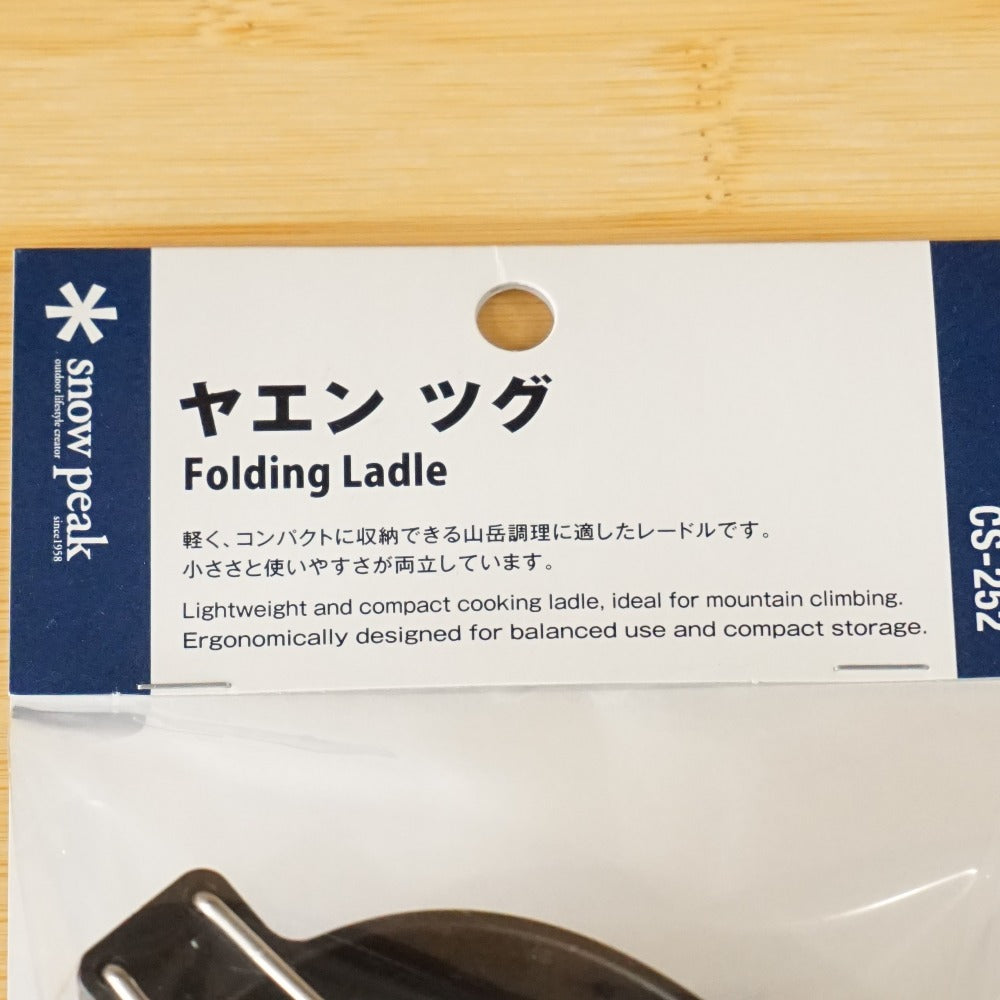 snow peak
outdoor lifestyle creator
since1958
ヤエン ツグ
Folding Ladle
軽く、コンパクトに収納できる山岳調理に適したレードルです。
小ささと使いやすさが両立しています。
Lightweight and compact cooking ladle, ideal for mountain climbing.
Ergonomically designed for balanced use and compact storage.
CS-252